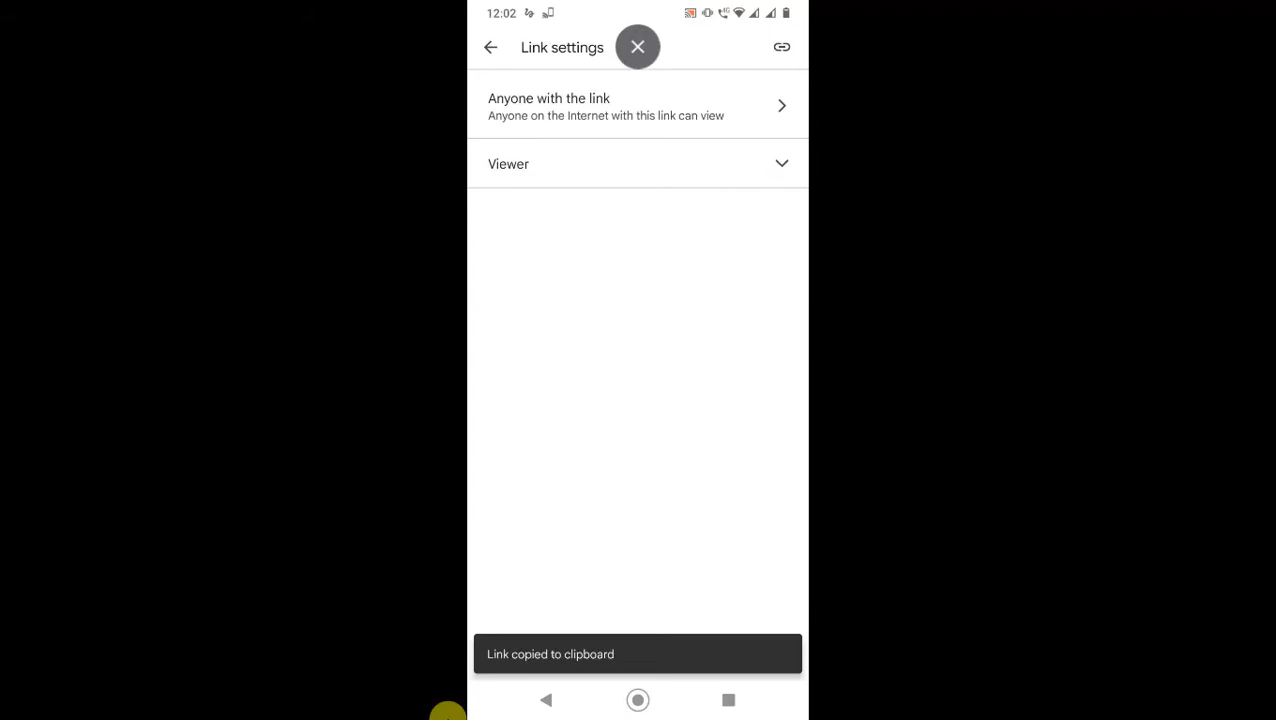 12:02
4G
Link settings
Anyone with the link
Anyone on the Internet with this link can view
Viewer
Link copied to clipboard